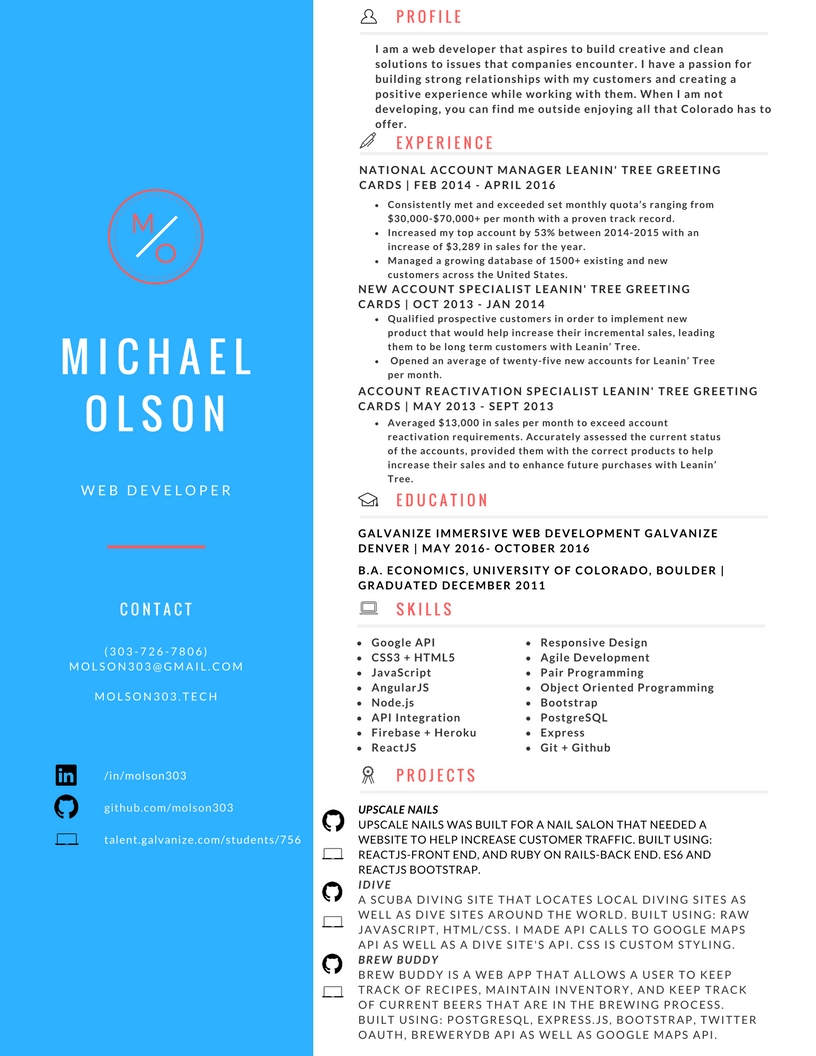 M
O
MICHAEL
OLSON
WEB DEVELOPER
CONTACT
(303-726-7806)
MOLSON303@GMAIL.COM
MOLSON303.TECH
in
/in/molson303
github.com/molson303
talent.galvanize.com/students/756
PROFILE
I am a web developer that aspires to build creative and clean
solutions to issues that companies encounter. I have a passion for
building strong relationships with my customers and creating a
positive experience while working with them. When I am not
developing, you can find me outside enjoying all that Colorado has to
offer.
EXPERIENCE
NATIONAL ACCOUNT MANAGER LEANIN' TREE GREETING
CARDS | FEB 2014 - APRIL 2016
• Consistently met and exceeded set monthly quota's ranging from
$30,000-$70,000+ per month with a proven track record.
• Increased my top account by 53% between 2014-2015 with an
increase of $3,289 in sales for the year.
• Managed a growing database of 1500+ existing and new
customers across the United States.
NEW ACCOUNT SPECIALIST LEANIN' TREE GREETING
CARDS | OCT 2013 - JAN 2014
• Qualified prospective customers in order to implement new
product that would help increase their incremental sales, leading
them to be long term customers with Leanin' Tree.
• Opened an average of twenty-five new accounts for Leanin' Tree
per month.
ACCOUNT REACTIVATION SPECIALIST LEANIN' TREE GREETING
CARDS | MAY 2013 - SEPT 2013
• Averaged $13,000 in sales per month to exceed account
reactivation requirements. Accurately assessed the current status
of the accounts, provided them with the correct products to help
increase their sales and to enhance future purchases with Leanin'
Tree.
EDUCATION
GALVANIZE IMMERSIVE WEB DEVELOPMENT GALVANIZE
DENVER | MAY 2016- OCTOBER 2016
B.A. ECONOMICS, UNIVERSITY OF COLORADO, BOULDER |
GRADUATED DECEMBER 2011
SKILLS
• Google API
• CSS3 + HTML5
• JavaScript
• AngularJS
• Node.js
• API Integration
• Firebase + Heroku
• ReactJS
• Responsive Design
• Agile Development
• Pair Programming
• Object Oriented Programming
• Bootstrap
• PostgreSQL
• Express
• Git + Github
PROJECTS
UPSCALE NAILS
UPSCALE NAILS WAS BUILT FOR A NAIL SALON THAT NEEDED A
WEBSITE TO HELP INCREASE CUSTOMER TRAFFIC. BUILT USING:
REACTJS-FRONT END, AND RUBY ON RAILS-BACK END. ES6 AND
REACTJS BOOTSTRAP.
IDIVE
A SCUBA DIVING SITE THAT LOCATES LOCAL DIVING SITES AS
WELL AS DIVE SITES AROUND THE WORLD. BUILT USING: RAW
JAVASCRIPT, HTML/CSS. I MADE API CALLS TO GOOGLE MAPS
API AS WELL AS A DIVE SITE'S API. CSS IS CUSTOM STYLING.
BREW BUDDY
BREW BUDDY IS A WEB APP THAT ALLOWS A USER TO KEEP
TRACK OF RECIPES, MAINTAIN INVENTORY, AND KEEP TRACK
OF CURRENT BEERS THAT ARE IN THE BREWING PROCESS.
BUILT USING: POSTGRESQL, EXPRESS.JS, BOOTSTRAP, TWITTER
OAUTH, BREWERYDB API AS WELL AS GOOGLE MAPS API.